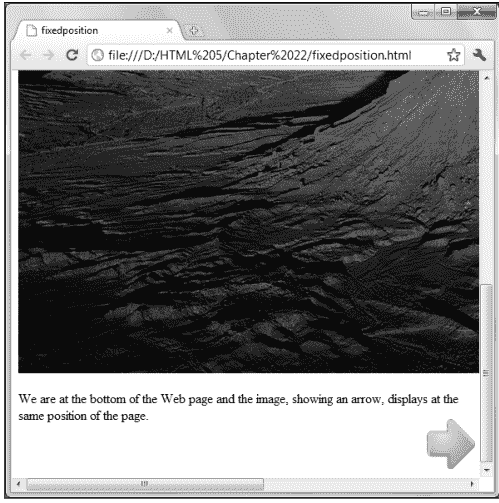 fixedposition
file:///D:/HTML%205/Chapter%2022/fixedposition.html
We are at the bottom of the Web page and the image, showing an arrow, displays at the
same position of the page.